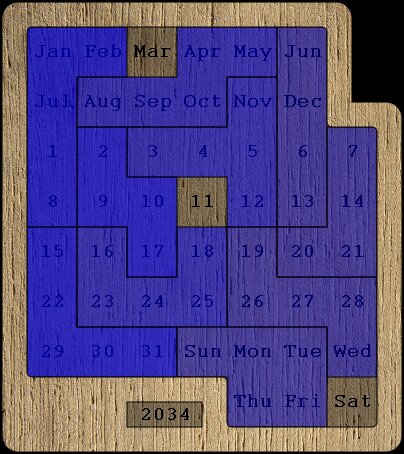 Jan Feb Mar Apr May Jun
Jul Aug Sep Oct Nov Dec
1 2 3 4 5 6 7
8 9 10 11 12 13 14
15 16 17 18 19 20 21
22 23 24 25 26 27 28
29 30 31 Sun Mon Tue Wed
Thu Fri Sat
2034